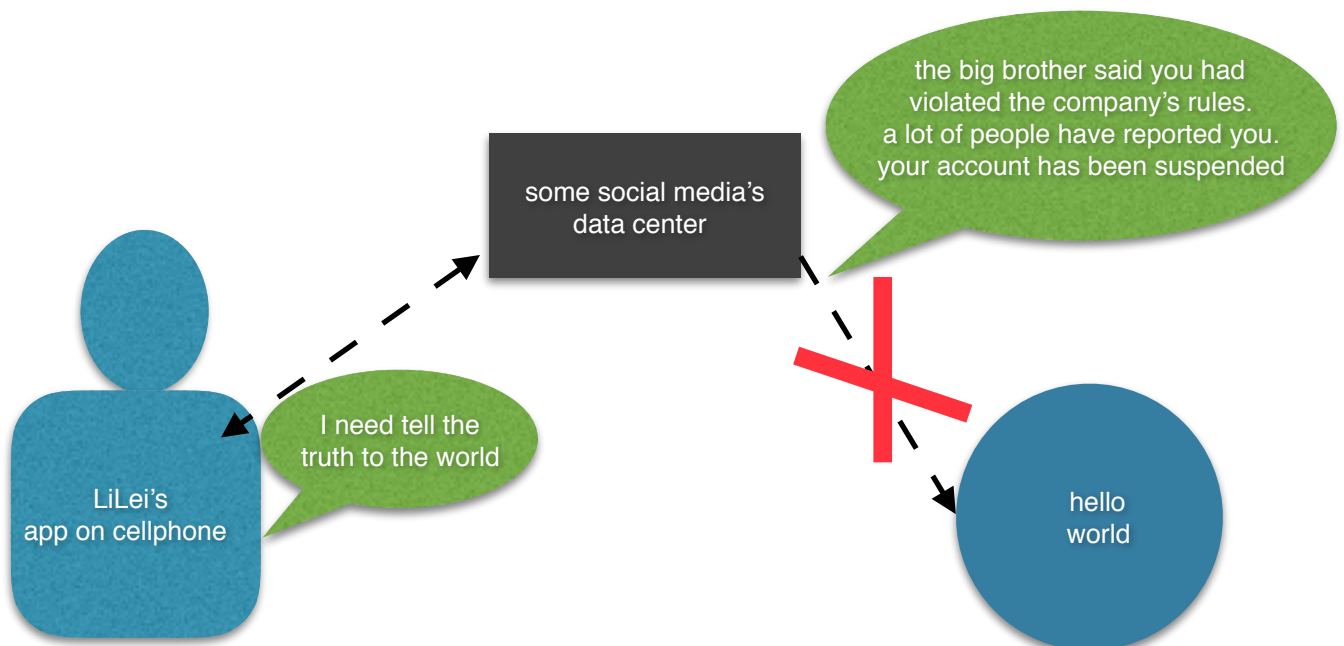 the big brother said you had
violated the company's rules.
a lot of people have reported you.
your account has been suspended
some social media's
data center
I need tell the
truth to the world
LiLei's
app on cellphone
hello
world